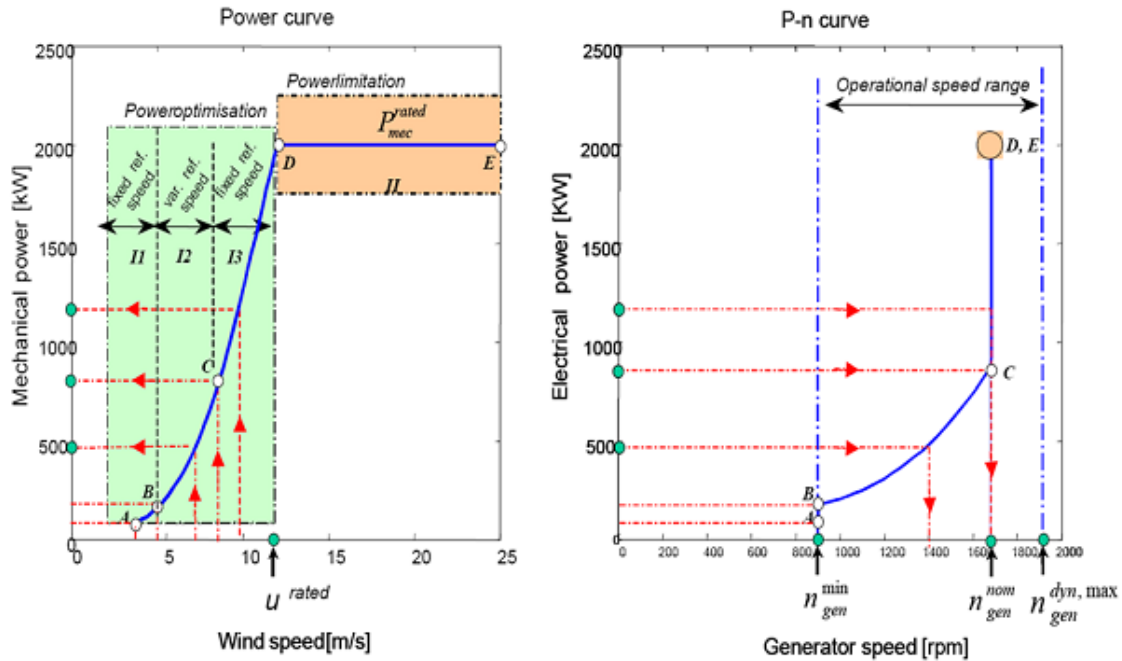 Power curve
2500
2000
1500
1000
500
0
Mechanical power [kW]
Poweroptimisation
Powerlimitation
fixed ref. speed
var. ref. speed
fixed ref. speed
I1
I2
I3
P_mec^rated
II
A
B
C
D
E
5
10
15
20
25
u^rated
Wind speed[m/s]
P-n curve
2500
2000
1500
1000
500
0
Electrical power [KW]
Operational speed range
D, E
C
B
A
0
200
400
600
800
1000
1200
1400
1600
1800
2000
n_gen^min
n_gen^nom
n_gen^dyn, max
Generator speed [rpm]